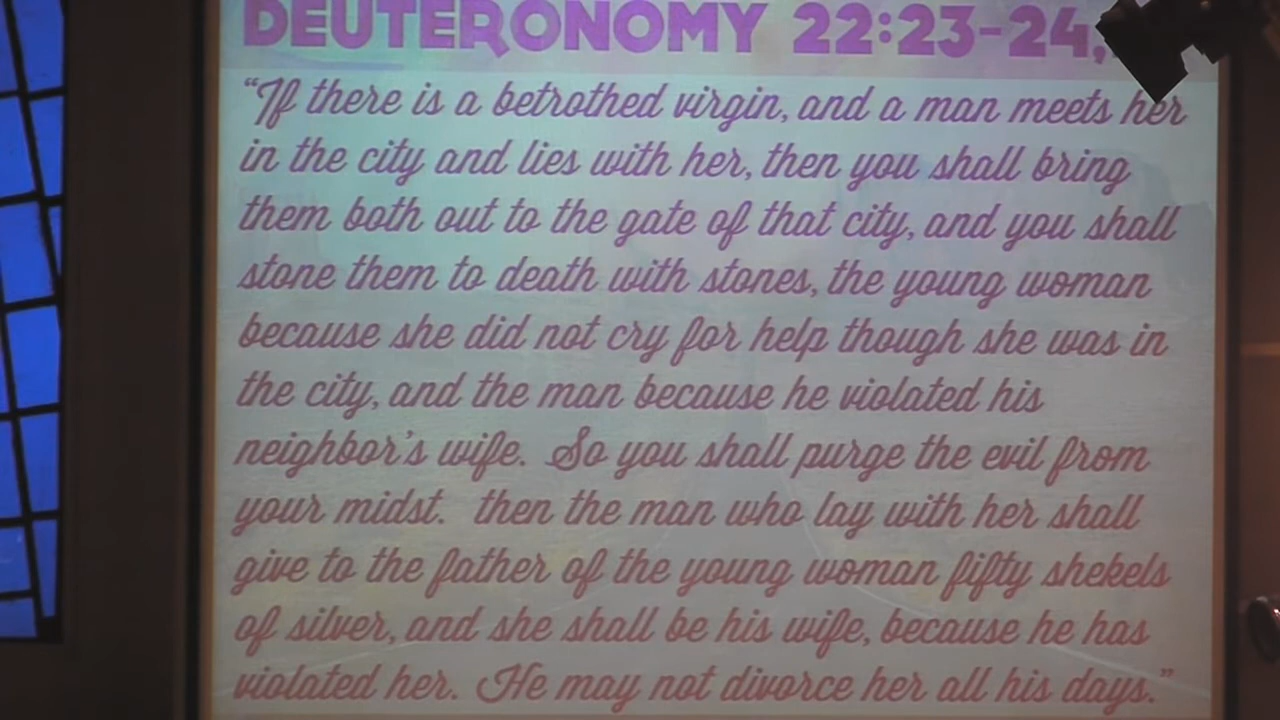 DEUTERONOMY 22:23-24,
“If there is a betrothed virgin, and a man meets her
in the city and lies with her, then you shall bring
them both out to the gate of that city, and you shall
stone them to death with stones, the young woman
because she did not cry for help though she was in
the city, and the man because he violated his
neighbor’s wife. So you shall purge the evil from
your midst. then the man who lay with her shall
give to the father of the young woman fifty shekels
of silver, and she shall be his wife, because he has
violated her. He may not divorce her all his days.”